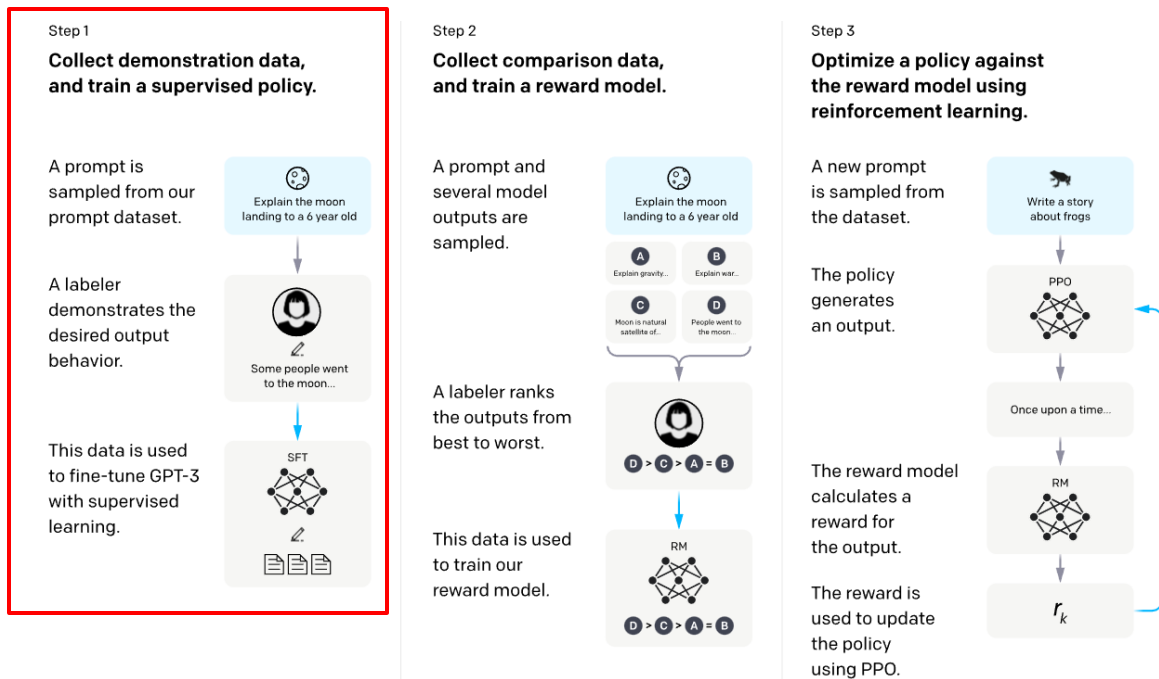 Step 1
Collect demonstration data,
and train a supervised policy.
A prompt is
sampled from our
prompt dataset.
Explain the moon
landing to a 6 year old
A labeler
demonstrates the
desired output
behavior.
Some people went
to the moon...
This data is used
to fine-tune GPT-3
with supervised
learning.
SFT
Step 2
Collect comparison data,
and train a reward model.
A prompt and
several model
outputs are
sampled.
Explain the moon
landing to a 6 year old
A
Explain gravity...
B
Explain war...
C
Moon is natural
satellite of...
D
People went to
the moon...
A labeler ranks
the outputs from
best to worst.
D > C > A = B
This data is used
to train our
reward model.
RM
D > C > A = B
Step 3
Optimize a policy against
the reward model using
reinforcement learning.
A new prompt
is sampled from
the dataset.
Write a story
about frogs
The policy
generates
an output.
PPO
Once upon a time...
The reward model
calculates a
reward for
the output.
RM
The reward is
used to update
the policy
using PPO.
rk